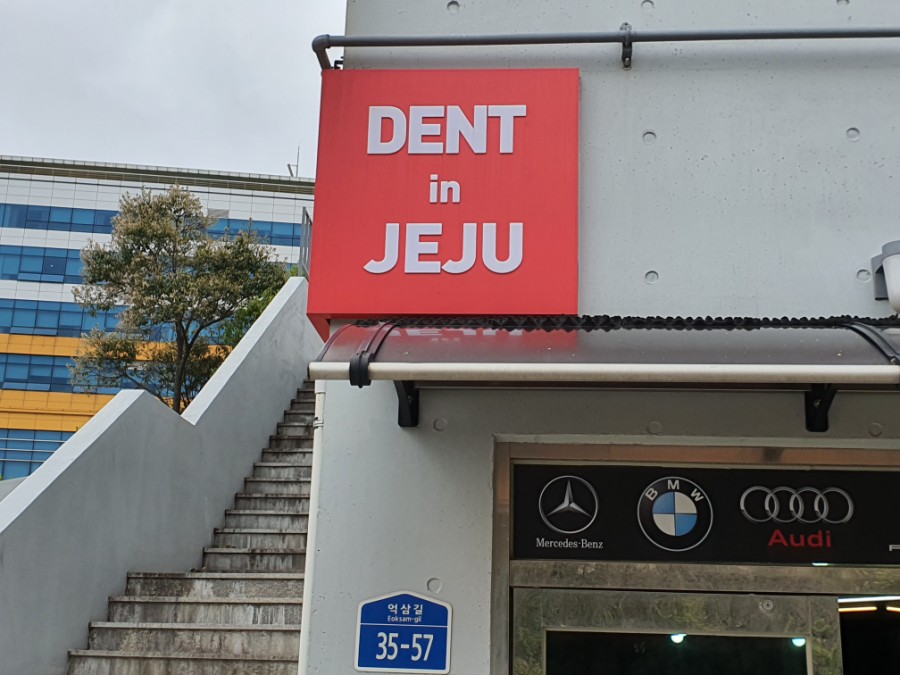 DENT
in
JEJU
Mercedes-Benz
BMW
Audi
억삼길
Eoksam-gil
35-57